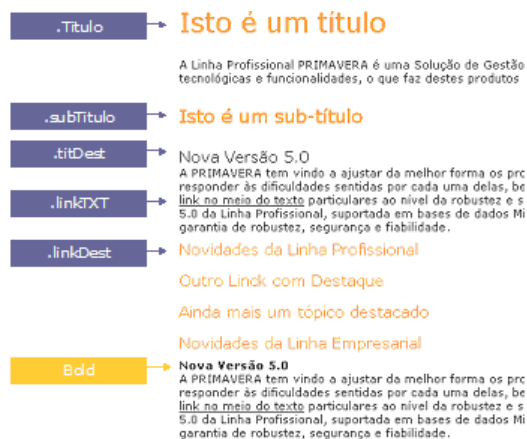 .Titulo
Isto é um título
A Linha Profissional PRIMAVERA é uma Solução de Gestão
tecnológicas e funcionalidades, o que faz destes produtos
.subTitulo
Isto é um sub-título
.titDest
Nova Versão 5.0
A PRIMAVERA tem vindo a ajustar da melhor forma os pro
responder às dificuldades sentidas por cada uma delas, be
.linkTXT
link no meio do texto particulares ao nível da robustez e s
5.0 da Linha Profissional, suportada em bases de dados Mi
garantia de robustez, segurança e fiabilidade.
.linkDest
Novidades da Linha Profissional
Outro Linck com Destaque
Ainda mais um tópico destacado
Novidades da Linha Empresarial
Bold
Nova Versão 5.0
A PRIMAVERA tem vindo a ajustar da melhor forma os pro
responder às dificuldades sentidas por cada uma delas, be
link no meio do texto particulares ao nível da robustez e s
5.0 da Linha Profissional, suportada em bases de dados Mi
garantia de robustez, segurança e fiabilidade.